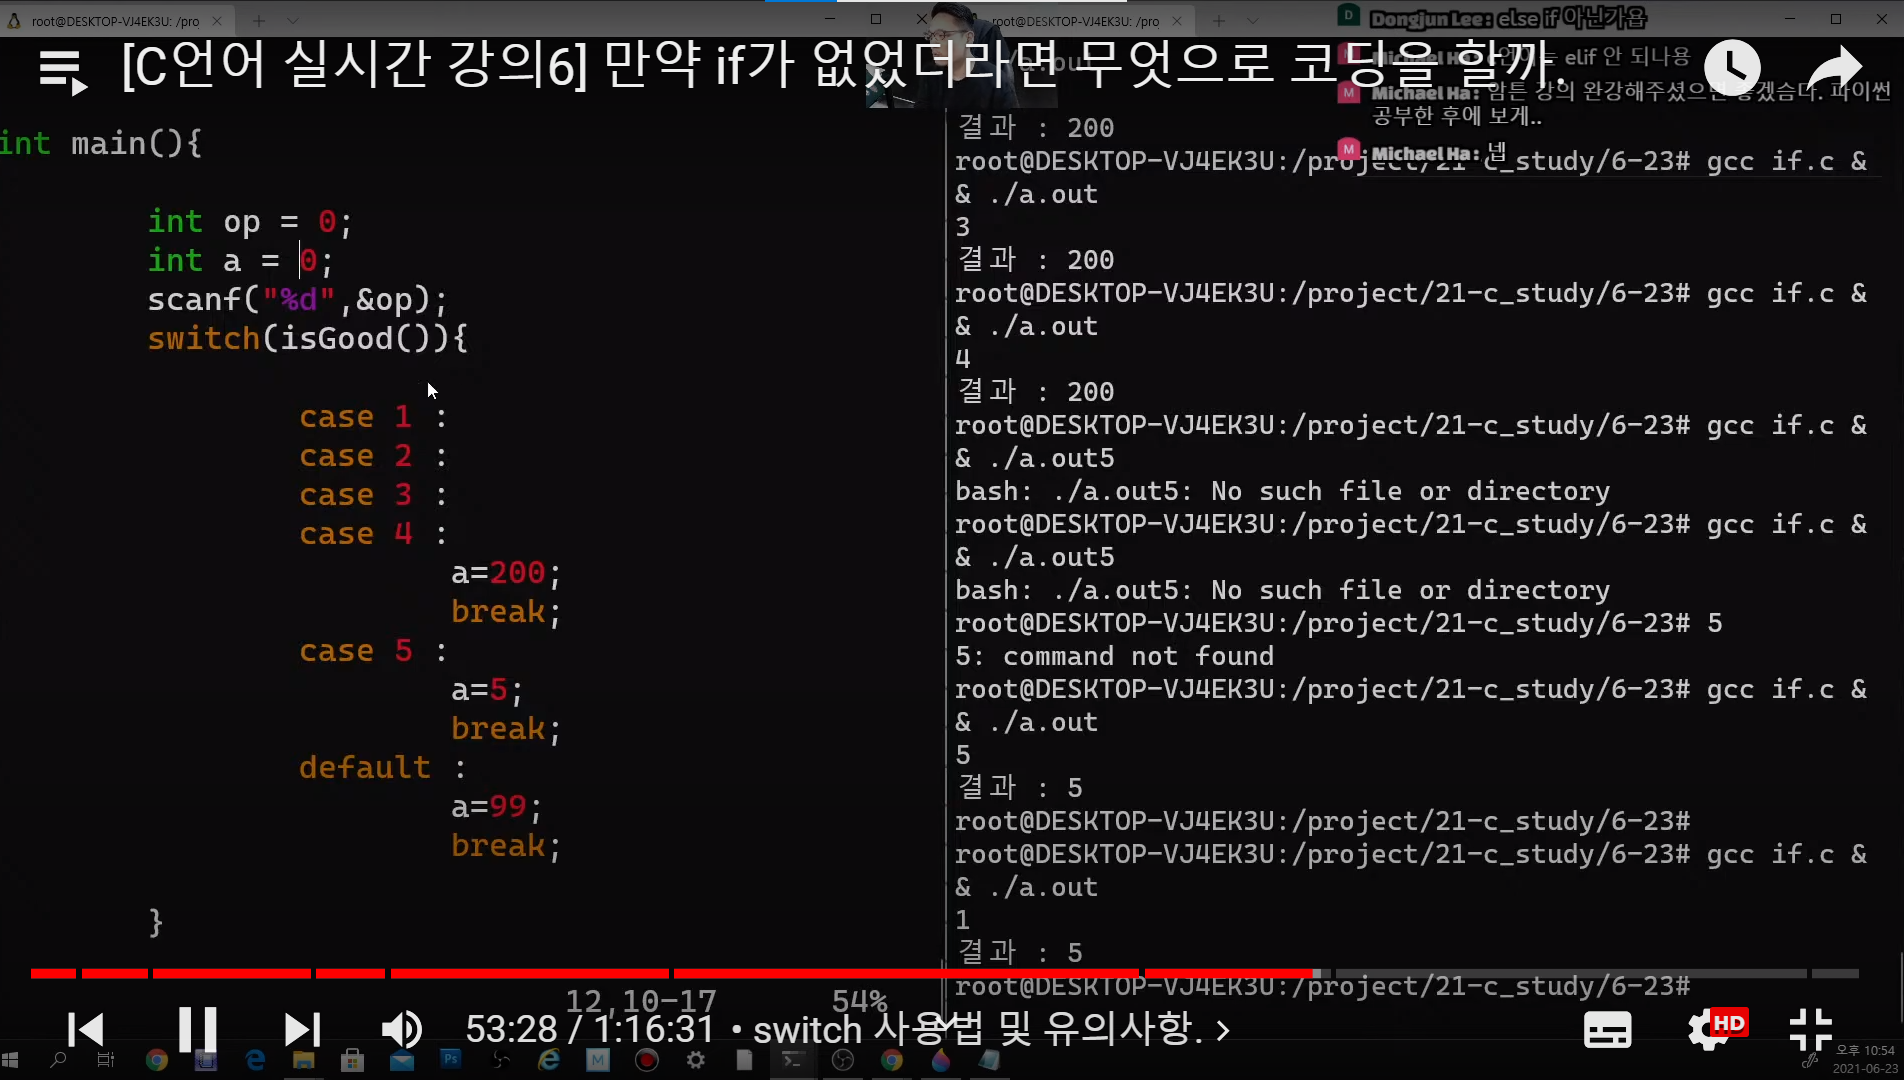 root@DESKTOP-VJ4EK3U: /pro
root@DESKTOP-VJ4EK3U: /pro
[C언어 실시간 강의6] 만약 if가 없었더라면 무엇으로 코딩을 할까.
D Dongjun Lee: else if 아닌가욥
M Michael Ha: c언어는 elif 안 되나용
M Michael Ha: 암튼 강의 완강해주셨으면 좋겠슴다. 파이썬
공부한 후에 보게..
M Michael Ha: 넵
int main(){
int op = 0;
int a = 0;
scanf("%d",&op);
switch(isGood()){
case 1 :
case 2 :
case 3 :
case 4 :
a=200;
break;
case 5 :
a=5;
break;
default :
a=99;
break;
}
12,10-17 54%
결과 : 200
root@DESKTOP-VJ4EK3U:/project/21-c_study/6-23# gcc if.c &
& ./a.out
3
결과 : 200
root@DESKTOP-VJ4EK3U:/project/21-c_study/6-23# gcc if.c &
& ./a.out
4
결과 : 200
root@DESKTOP-VJ4EK3U:/project/21-c_study/6-23# gcc if.c &
& ./a.out5
bash: ./a.out5: No such file or directory
root@DESKTOP-VJ4EK3U:/project/21-c_study/6-23# gcc if.c &
& ./a.out5
bash: ./a.out5: No such file or directory
root@DESKTOP-VJ4EK3U:/project/21-c_study/6-23# 5
5: command not found
root@DESKTOP-VJ4EK3U:/project/21-c_study/6-23# gcc if.c &
& ./a.out
5
결과 : 5
root@DESKTOP-VJ4EK3U:/project/21-c_study/6-23#
root@DESKTOP-VJ4EK3U:/project/21-c_study/6-23# gcc if.c &
& ./a.out
1
결과 : 5
root@DESKTOP-VJ4EK3U:/project/21-c_study/6-23#
53:28 / 1:16:31 • switch 사용법 및 유의사항. >
HD
Ps
M
오후 10:54
2021-06-23